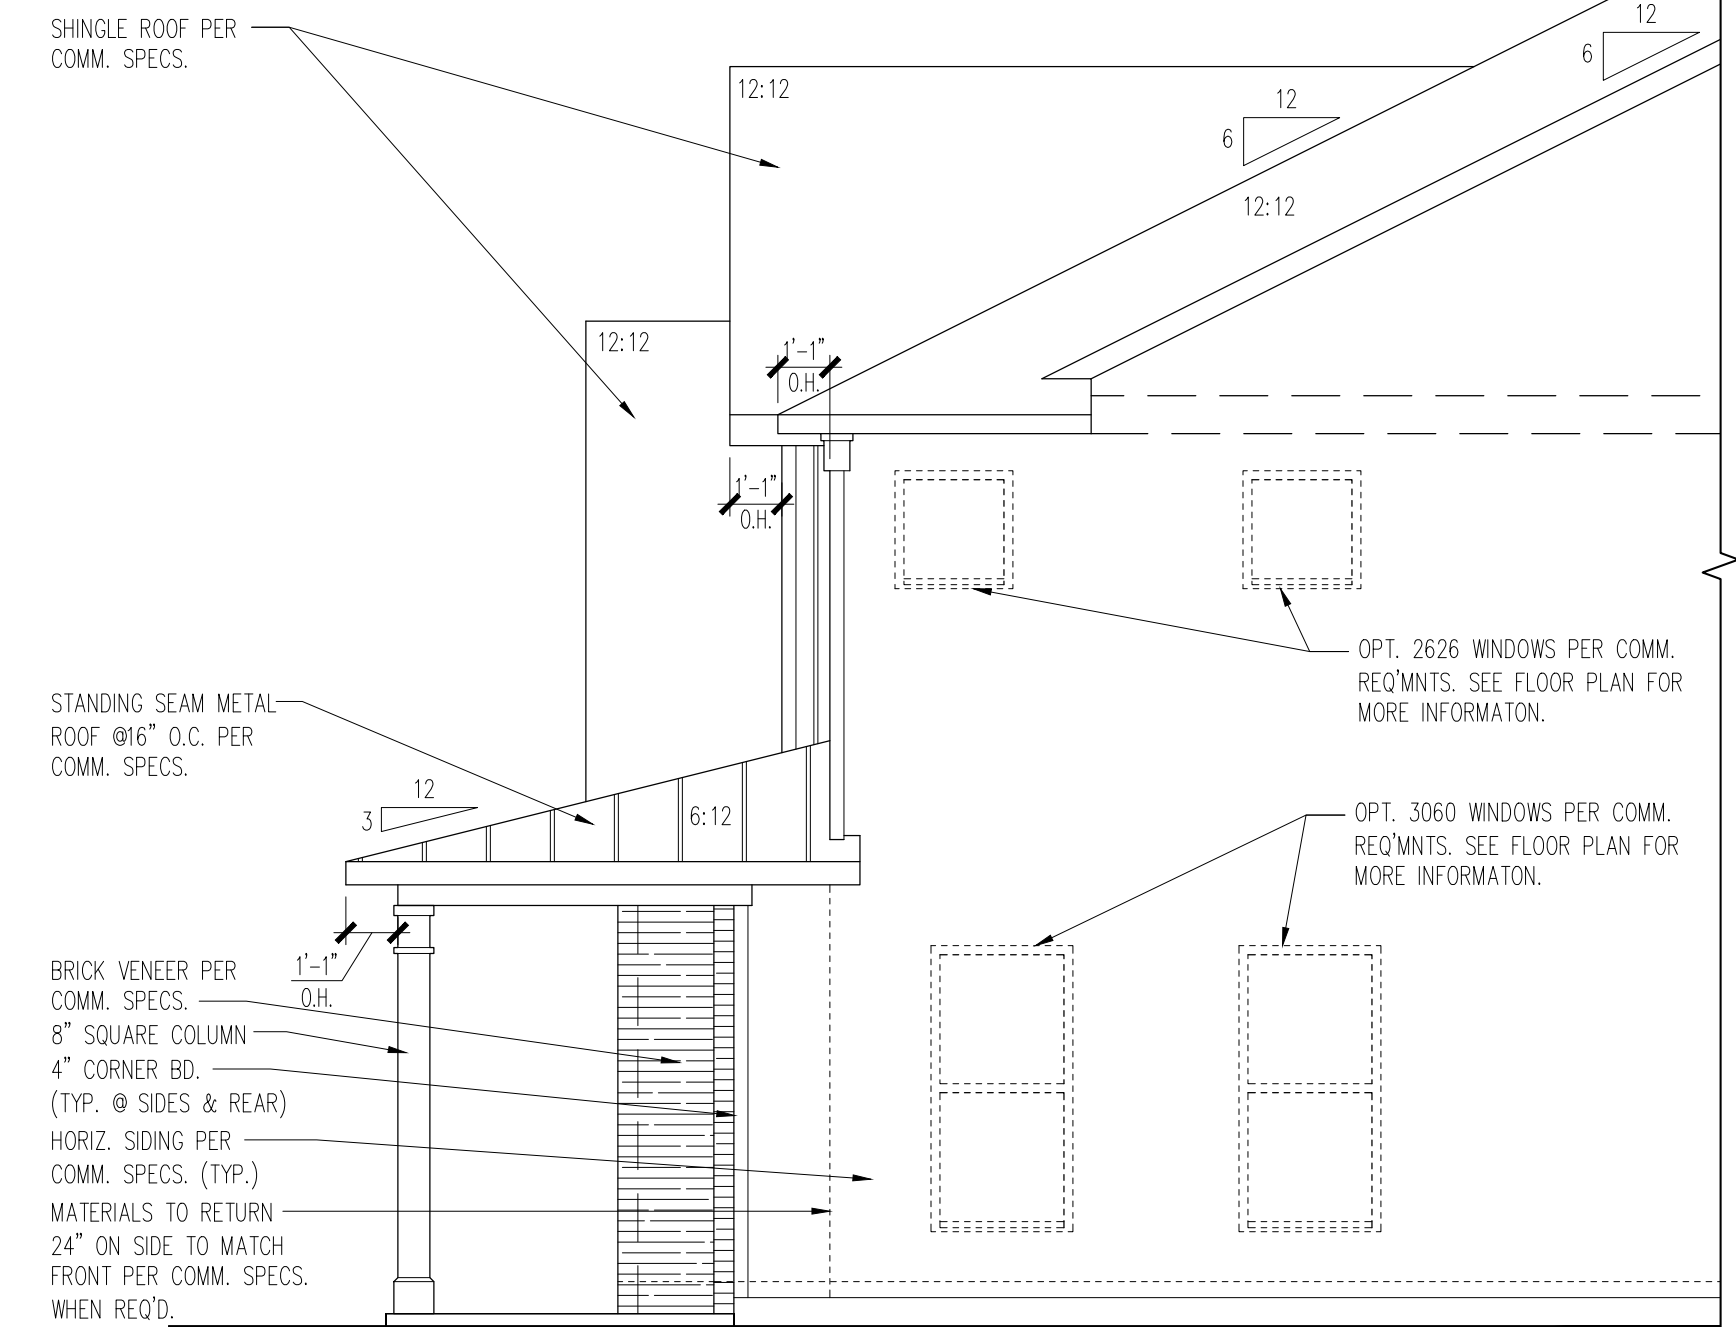 SHINGLE ROOF PER
COMM. SPECS.
12
6
12:12
12
6
12:12
12:12
1'-1"
O.H.
1'-1"
O.H.
OPT. 2626 WINDOWS PER COMM.
REQ'MNTS. SEE FLOOR PLAN FOR
MORE INFORMATON.
STANDING SEAM METAL
ROOF @16" O.C. PER
COMM. SPECS.
12
3
6:12
OPT. 3060 WINDOWS PER COMM.
REQ'MNTS. SEE FLOOR PLAN FOR
MORE INFORMATON.
1'-1"
O.H.
BRICK VENEER PER
COMM. SPECS.
8" SQUARE COLUMN
4" CORNER BD.
(TYP. @ SIDES & REAR)
HORIZ. SIDING PER
COMM. SPECS. (TYP.)
MATERIALS TO RETURN
24" ON SIDE TO MATCH
FRONT PER COMM. SPECS.
WHEN REQ'D.